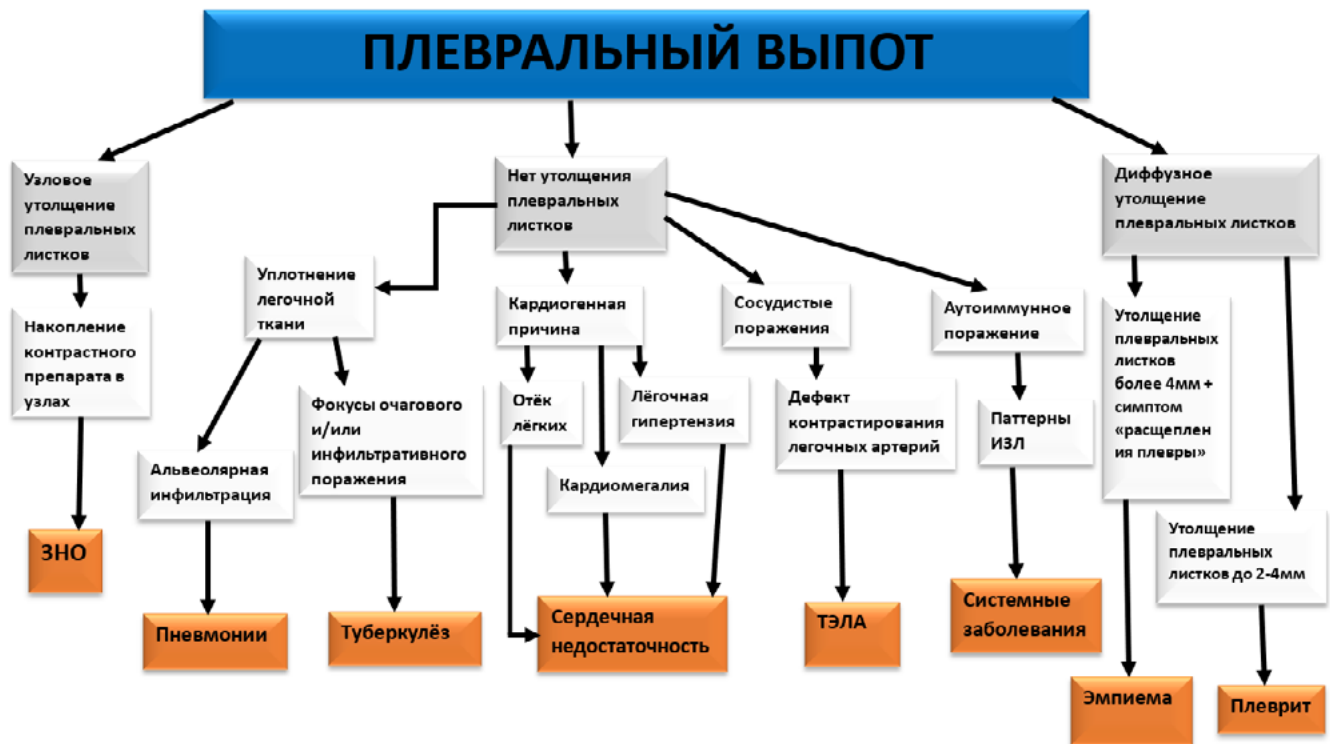 ПЛЕВРАЛЬНЫЙ ВЫПОТ
Узловое
утолщение
плевральных
листков
Нет утолщения
плевральных
листков
Диффузное
утолщение
плевральных листков
Уплотнение
легочной
ткани
Кардиогенная
причина
Сосудистые
поражения
Аутоиммунное
поражение
Утолщение
плевральных
листков
более 4мм +
симптом
«расщеплен
ия плевры»
Накопление
контрастного
препарата в
узлах
Фокусы очагового
и/или
инфильтративного
поражения
Отёк
лёгких
Лёгочная
гипертензия
Дефект
контрастирования
легочных артерий
Паттерны
ИЗЛ
Альвеолярная
инфильтрация
Кардиомегалия
Утолщение
плевральных
листков до 2-4мм
ЗНО
Пневмонии
Туберкулёз
Сердечная
недостаточность
ТЭЛА
Системные
заболевания
Эмпиема
Плеврит